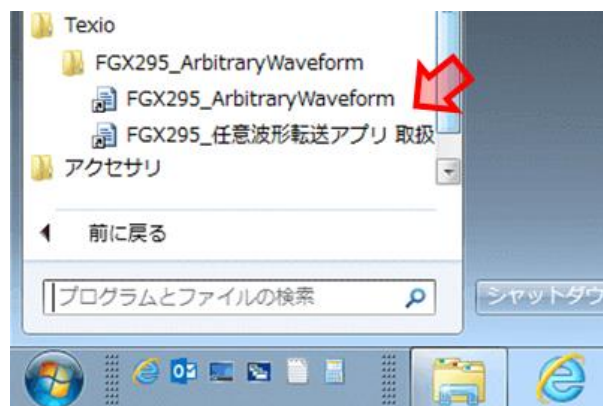 Texio
FGX295_ArbitraryWaveform
FGX295_ArbitraryWaveform
FGX295_任意波形転送アプリ 取扱
アクセサリ
前に戻る
プログラムとファイルの検索
シャットダウ